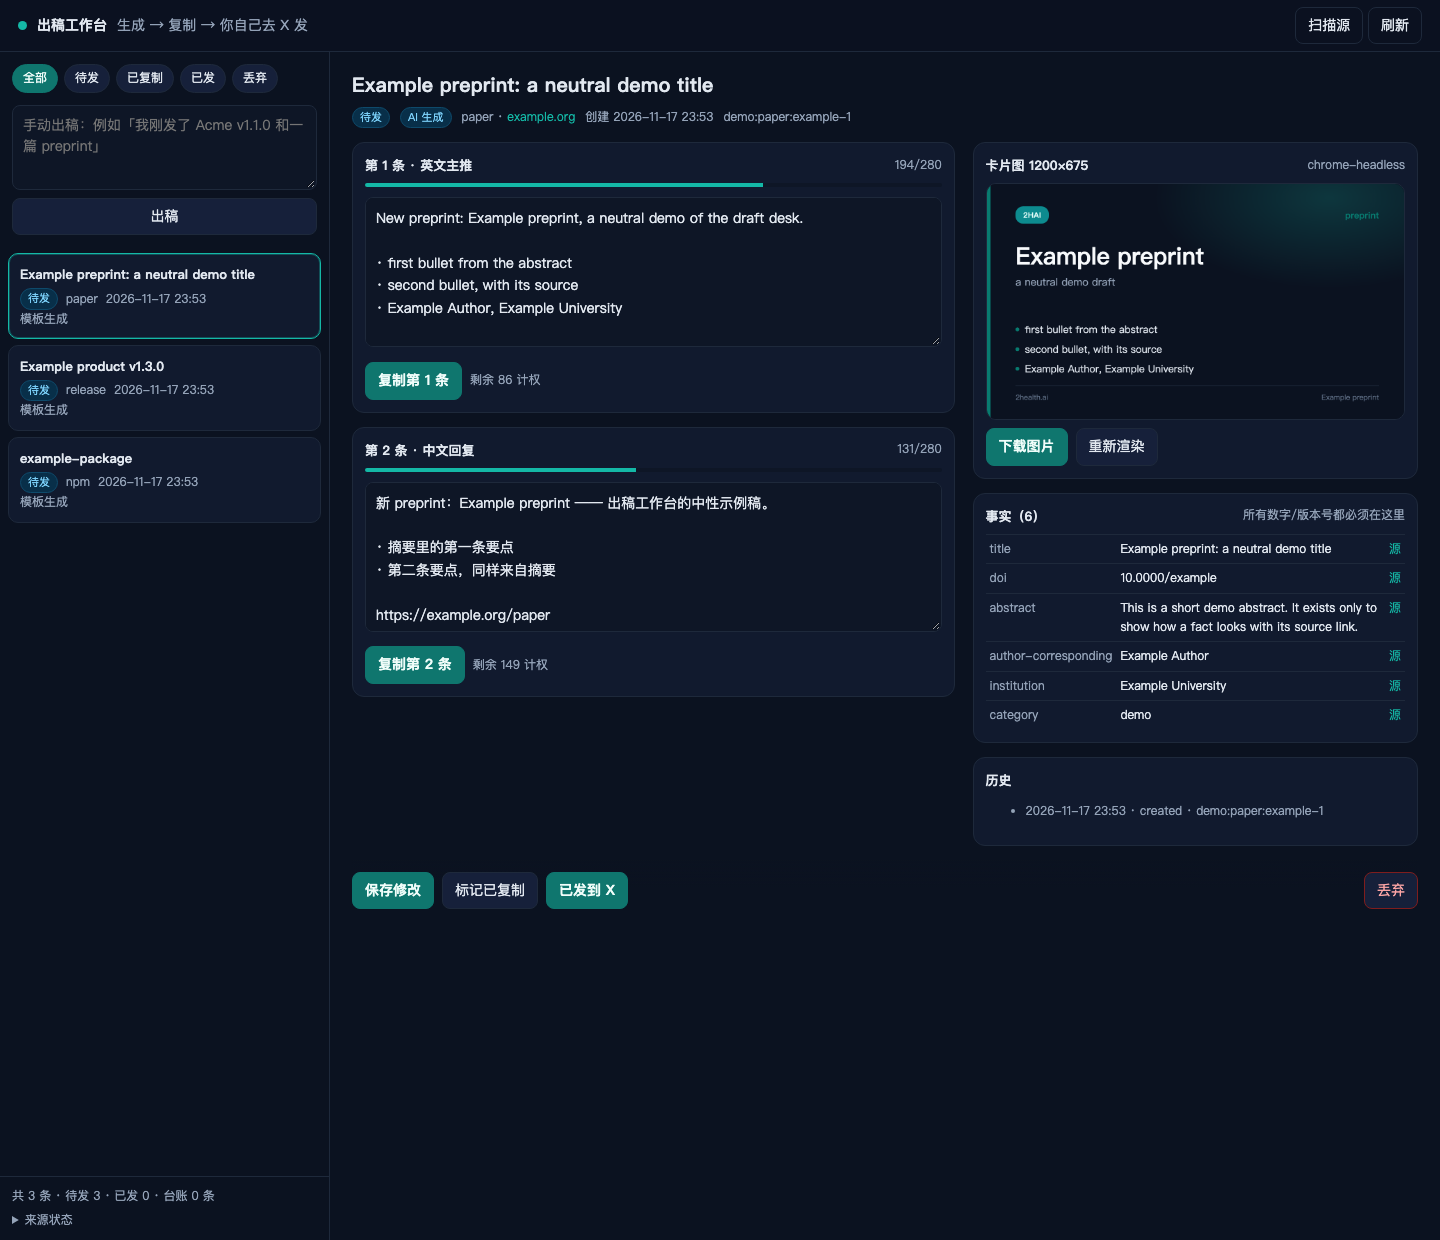 出稿工作台 生成 → 复制 → 你自己去 X 发
扫描源 刷新
全部 待发 已复制 已发 丢弃
手动出稿：例如「我刚发了 Acme v1.1.0 和一
篇 preprint」
出稿
Example preprint: a neutral demo title
待发 paper 2026-11-17 23:53
模板生成
Example product v1.3.0
待发 release 2026-11-17 23:53
模板生成
example-package
待发 npm 2026-11-17 23:53
模板生成
共 3 条 · 待发 3 · 已发 0 · 台账 0 条
▶ 来源状态
Example preprint: a neutral demo title
待发 AI 生成 paper · example.org 创建 2026-11-17 23:53 demo:paper:example-1
第 1 条 · 英文主推 194/280
New preprint: Example preprint, a neutral demo of the draft desk.
· first bullet from the abstract
· second bullet, with its source
· Example Author, Example University
复制第 1 条 剩余 86 计权
第 2 条 · 中文回复 131/280
新 preprint：Example preprint —— 出稿工作台的中性示例稿。
· 摘要里的第一条要点
· 第二条要点，同样来自摘要
https://example.org/paper
复制第 2 条 剩余 149 计权
卡片图 1200×675 chrome-headless
2HAI preprint
Example preprint
a neutral demo draft
• first bullet from the abstract
• second bullet, with its source
• Example Author, Example University
2health.ai Example preprint
下载图片 重新渲染
事实（6） 所有数字/版本号都必须在这里
title Example preprint: a neutral demo title 源
doi 10.0000/example 源
abstract This is a short demo abstract. It exists only to 源
show how a fact looks with its source link.
author-corresponding Example Author 源
institution Example University 源
category demo 源
历史
• 2026-11-17 23:53 · created · demo:paper:example-1
保存修改 标记已复制 已发到 X 丢弃